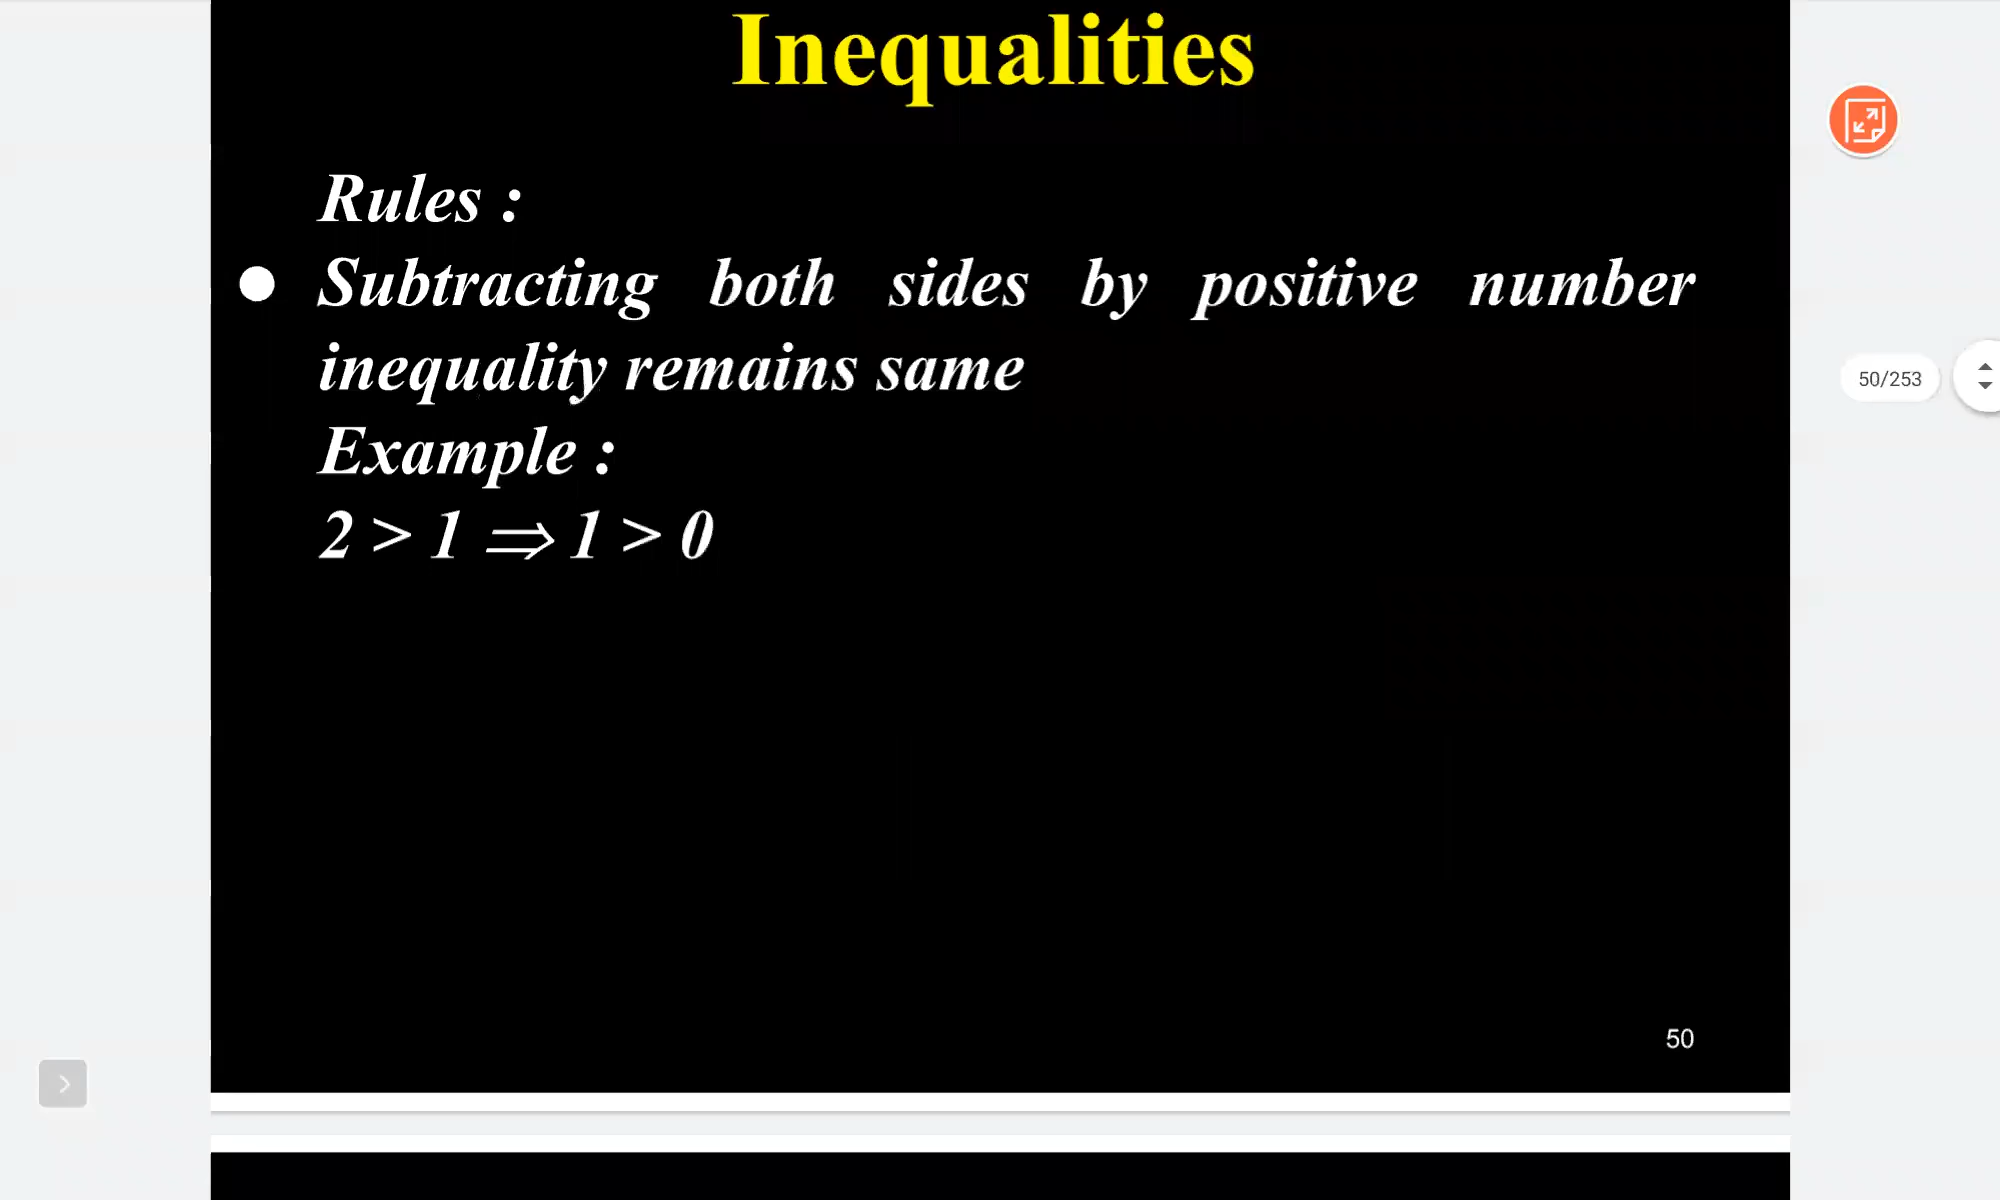 Inequalities
Rules :
● Subtracting both sides by positive number
inequality remains same
Example :
2 > 1 ⇒ 1 > 0
50/253
50